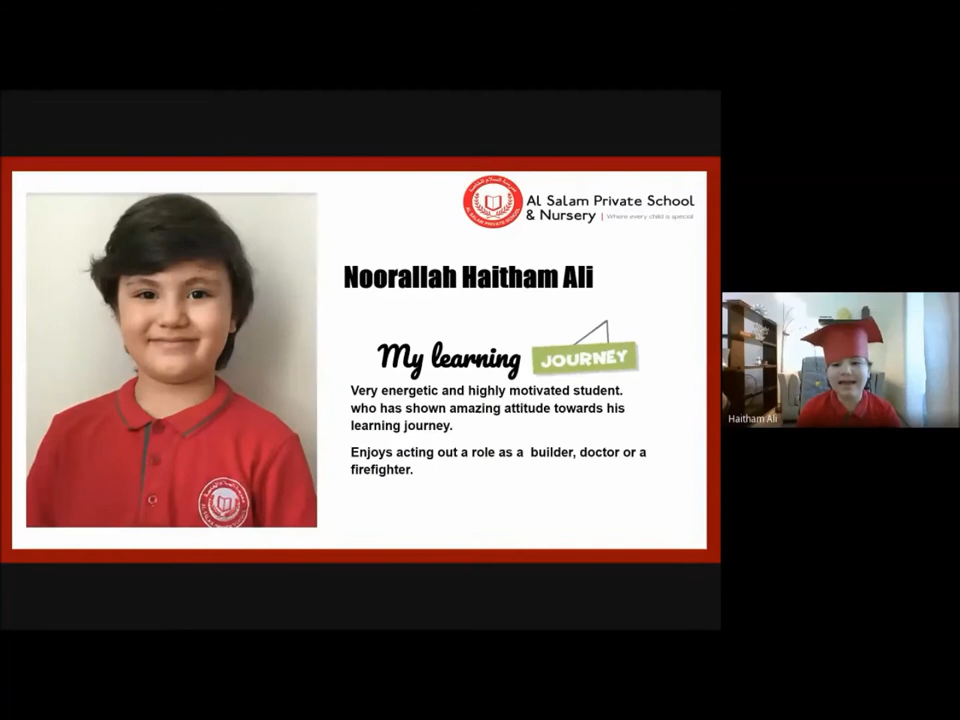 Al Salam Private School
& Nursery | Where every child is special
Noorallah Haitham Ali
My learning JOURNEY
Very energetic and highly motivated student.
who has shown amazing attitude towards his
learning journey.
Enjoys acting out a role as a builder, doctor or a
firefighter.
Haitham Ali